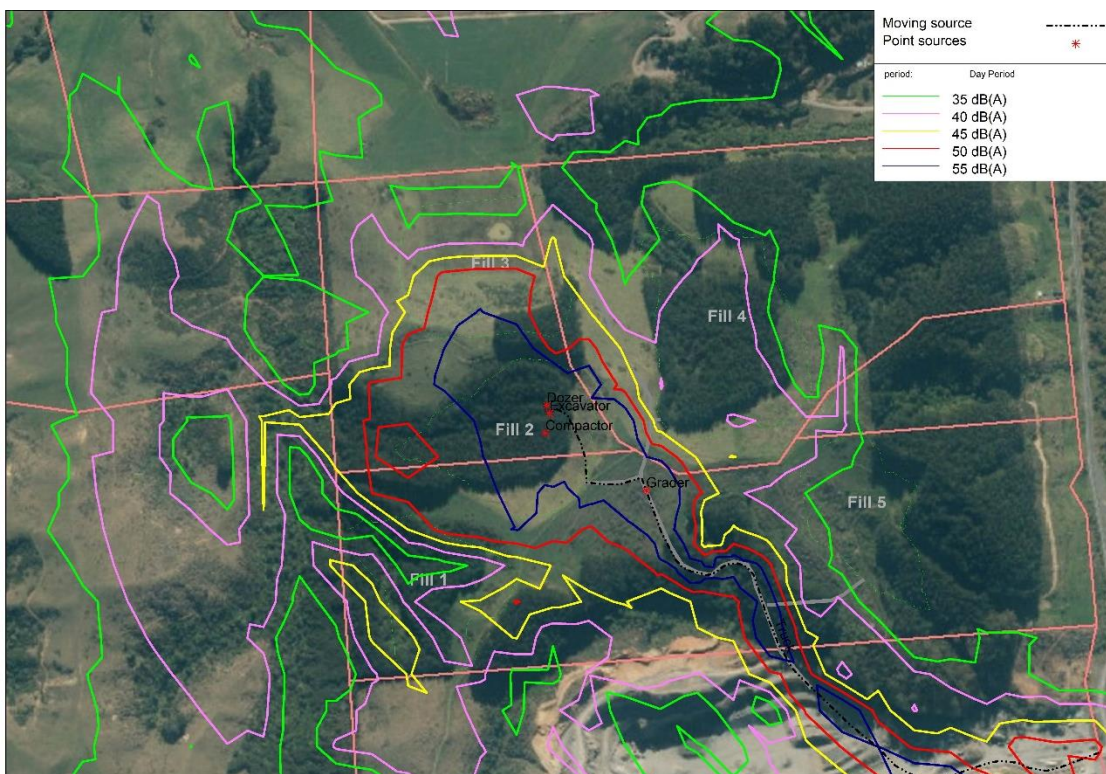 Moving source
Point sources
period: Day Period
35 dB(A)
40 dB(A)
45 dB(A)
50 dB(A)
55 dB(A)
Fill 3
Fill 4
Dozer
Excavator
Fill 2
Compactor
Grader
Fill 5
Fill 1